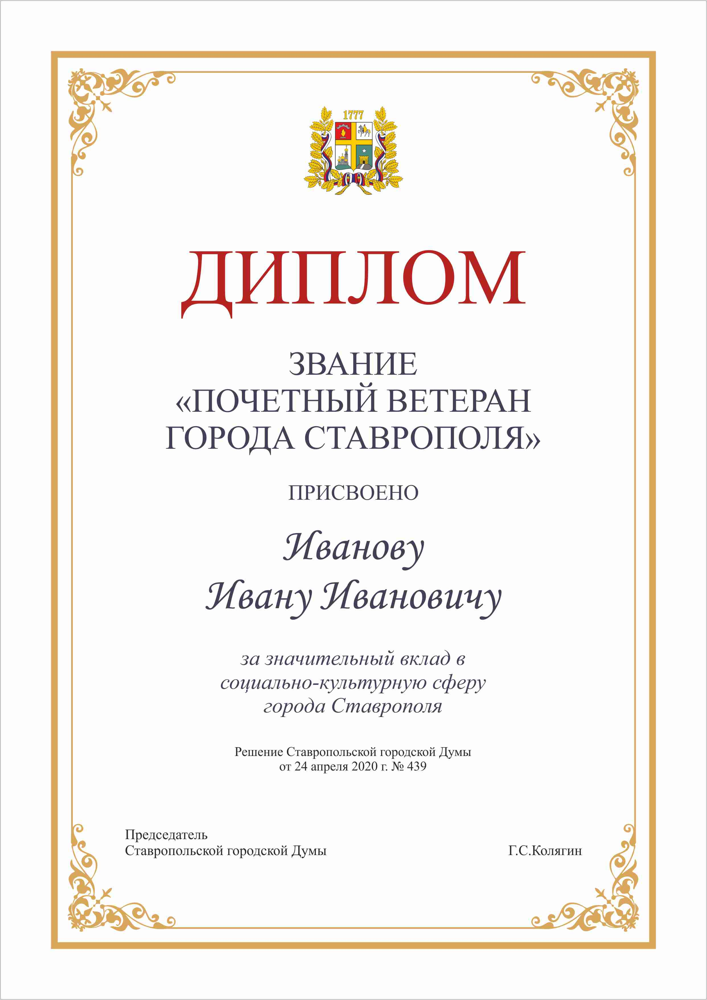 1777
ДИПЛОМ
ЗВАНИЕ
«ПОЧЕТНЫЙ ВЕТЕРАН
ГОРОДА СТАВРОПОЛЯ»
ПРИСВОЕНО
Иванову
Ивану Ивановичу
за значительный вклад в
социально-культурную сферу
города Ставрополя
Решение Ставропольской городской Думы
от 24 апреля 2020 г. № 439
Председатель
Ставропольской городской Думы Г.С.Колягин